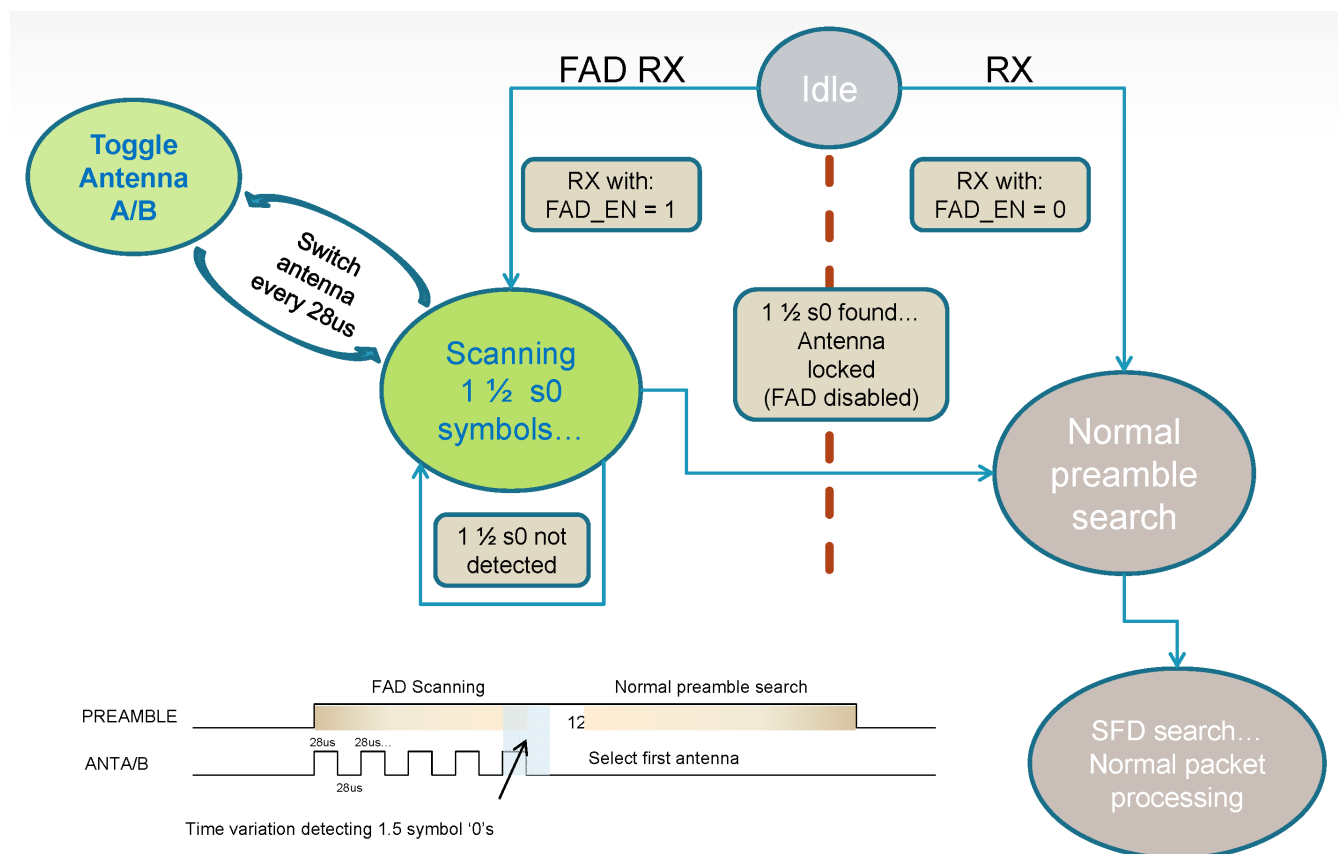 FAD RX
Idle
RX
Toggle
Antenna
A/B
RX with:
FAD_EN = 1
RX with:
FAD_EN = 0
Switch
antenna
every 28us
Scanning
1 ½ s0
symbols…
1 ½ s0 found…
Antenna
locked
(FAD disabled)
Normal
preamble
search
1 ½ s0 not
detected
FAD Scanning
Normal preamble search
PREAMBLE
12
28us
28us…
ANTA/B
28us
Select first antenna
SFD search…
Normal packet
processing
Time variation detecting 1.5 symbol ‘0’s